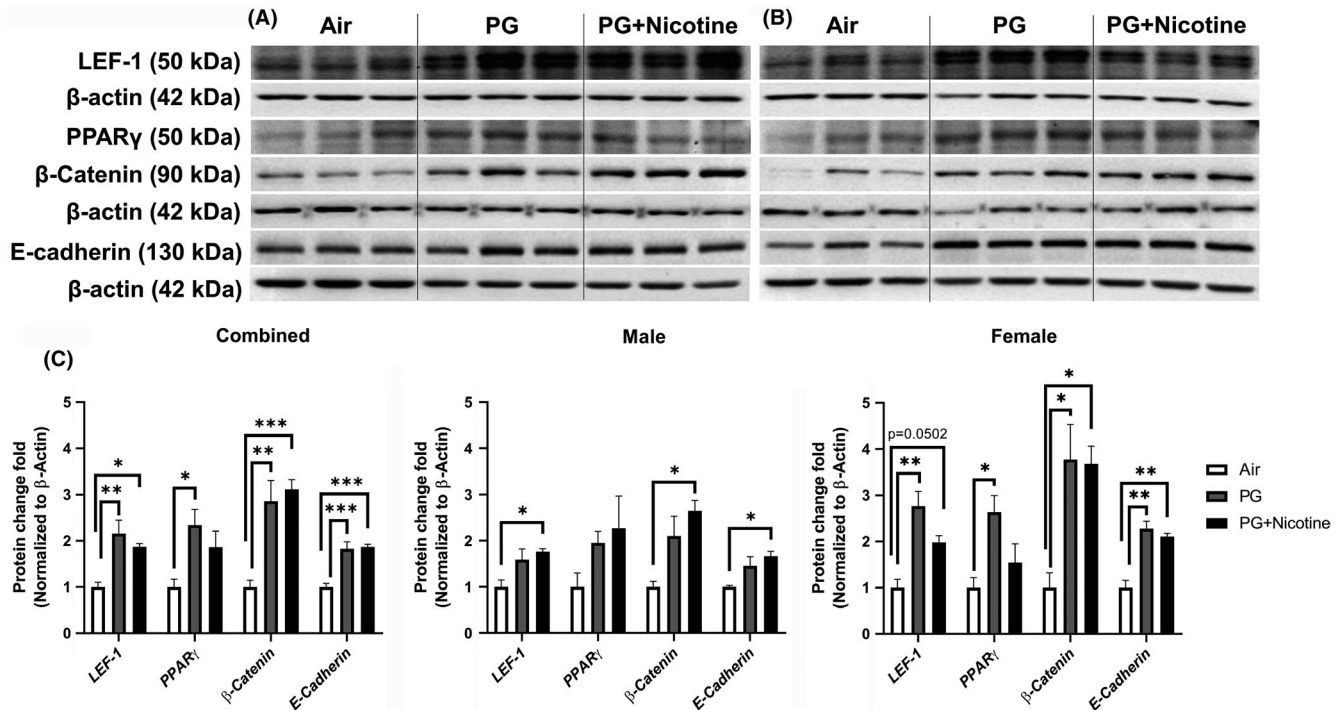 (A) Air PG PG+Nicotine (B) Air PG PG+Nicotine
LEF-1 (50 kDa)
β-actin (42 kDa)
PPARγ (50 kDa)
β-Catenin (90 kDa)
β-actin (42 kDa)
E-cadherin (130 kDa)
β-actin (42 kDa)
(C)
Combined
Protein change fold
(Normalized to β-Actin)
5
4
3
2
1
0
* ** * *** ** *** ***
LEF-1 PPARγ β-Catenin E-Cadherin
Male
Protein change fold
(Normalized to β-Actin)
5
4
3
2
1
0
* * *
LEF-1 PPARγ β-Catenin E-Cadherin
Female
Protein change fold
(Normalized to β-Actin)
5
4
3
2
1
0
p=0.0502 ** * * * ** **
LEF-1 PPARγ β-Catenin E-Cadherin
Air
PG
PG+Nicotine